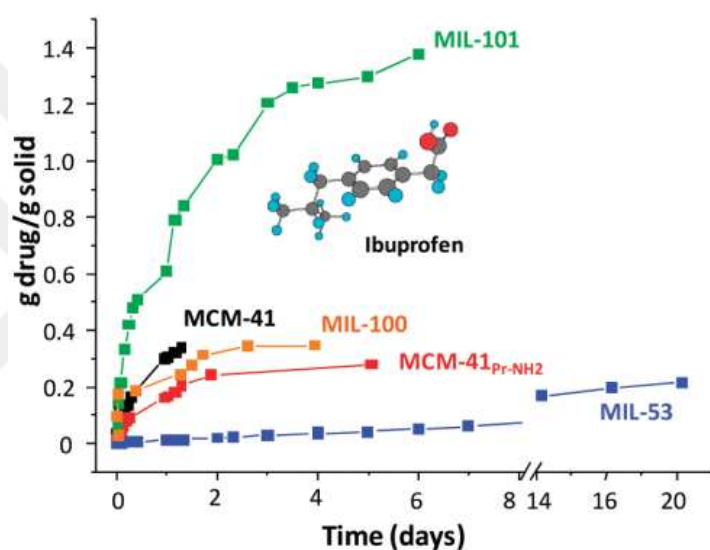 MIL-101
1.4
1.2
1.0
0.8
0.6
0.4
0.2
0
g drug/g solid
Ibuprofen
MCM-41
MIL-100
MCM-41Pr-NH2
MIL-53
0 2 4 6 8 14 16 20
Time (days)